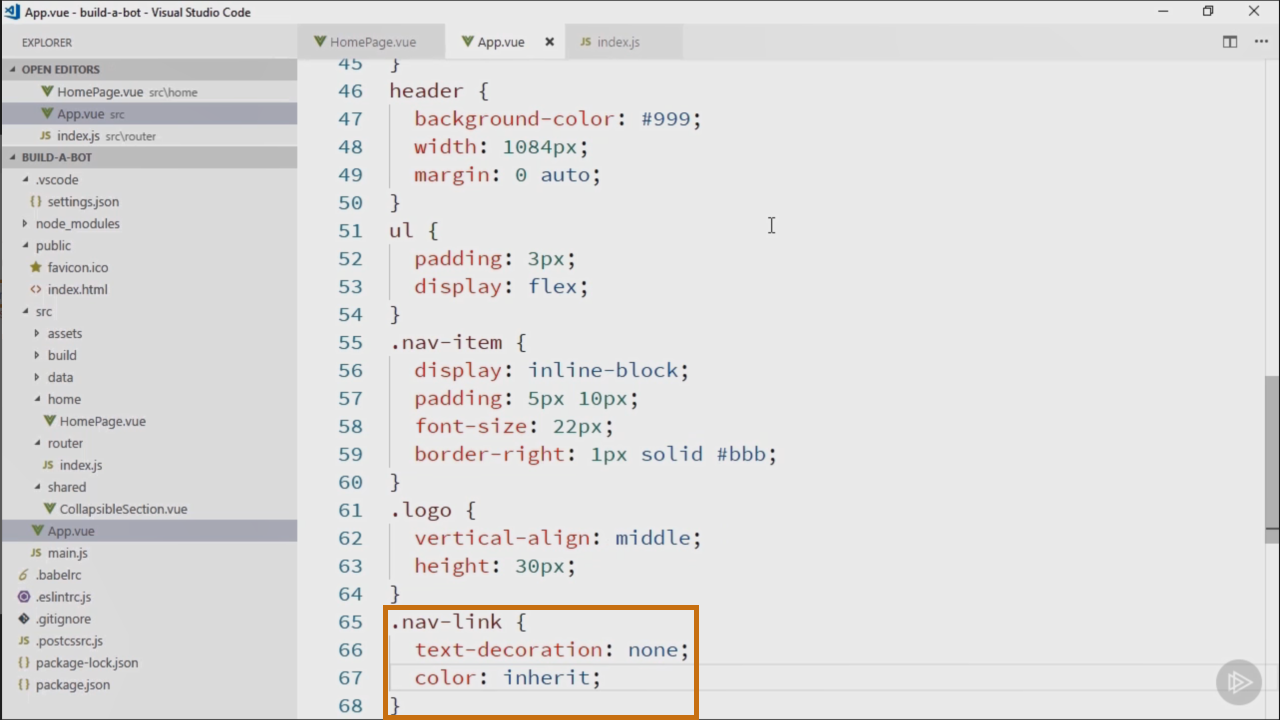 App.vue - build-a-bot - Visual Studio Code
EXPLORER
OPEN EDITORS
HomePage.vue src\home
App.vue src
index.js src\router
BUILD-A-BOT
.vscode
{} settings.json
node_modules
public
favicon.ico
<> index.html
src
assets
build
data
home
HomePage.vue
router
JS index.js
shared
CollapsibleSection.vue
App.vue
JS main.js
.babelrc
.eslintrc.js
.gitignore
JS .postcssrc.js
package-lock.json
package.json
HomePage.vue
App.vue
JS index.js
45 }
46 header {
47 background-color: #999;
48 width: 1084px;
49 margin: 0 auto;
50 }
51 ul {
52 padding: 3px;
53 display: flex;
54 }
55 .nav-item {
56 display: inline-block;
57 padding: 5px 10px;
58 font-size: 22px;
59 border-right: 1px solid #bbb;
60 }
61 .logo {
62 vertical-align: middle;
63 height: 30px;
64 }
65 .nav-link {
66 text-decoration: none;
67 color: inherit;
68 }